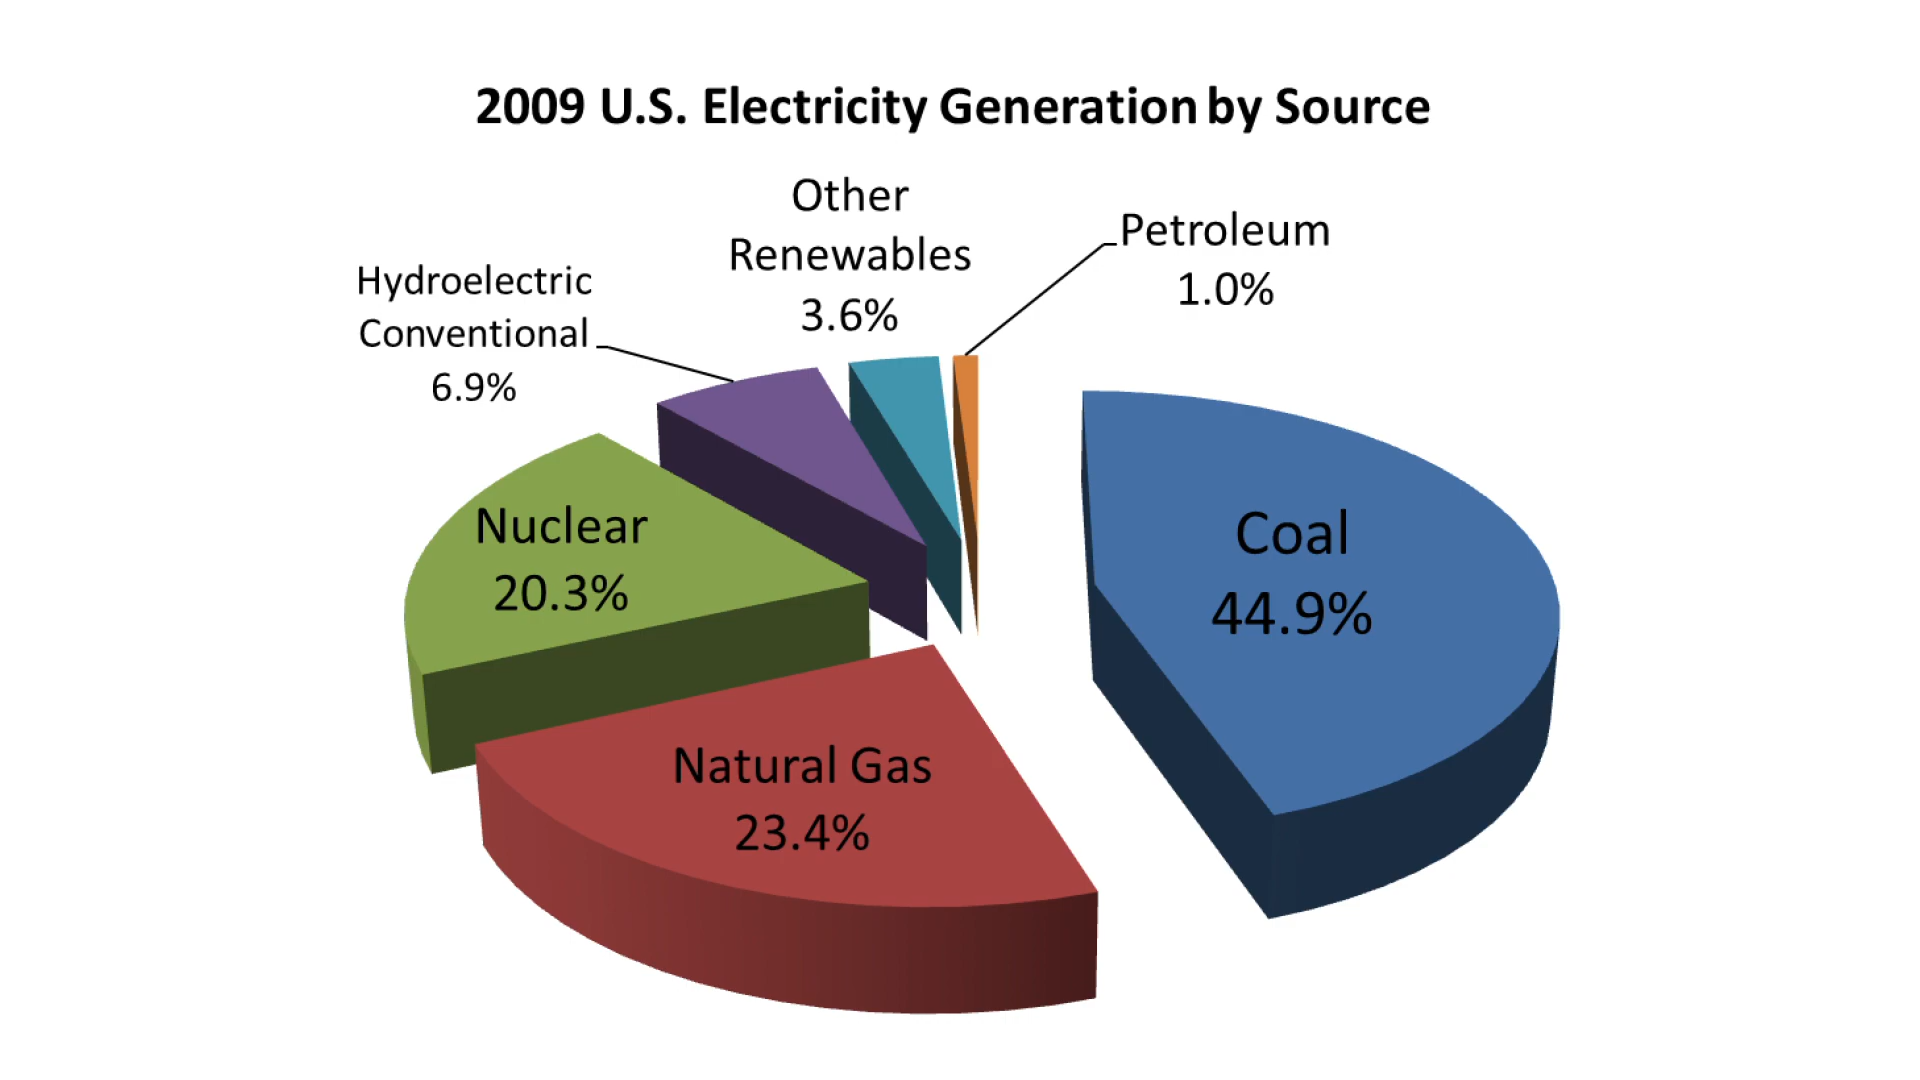 2009 U.S. Electricity Generation by Source
Other
Renewables
3.6%
Petroleum
1.0%
Hydroelectric
Conventional
6.9%
Nuclear
20.3%
Coal
44.9%
Natural Gas
23.4%